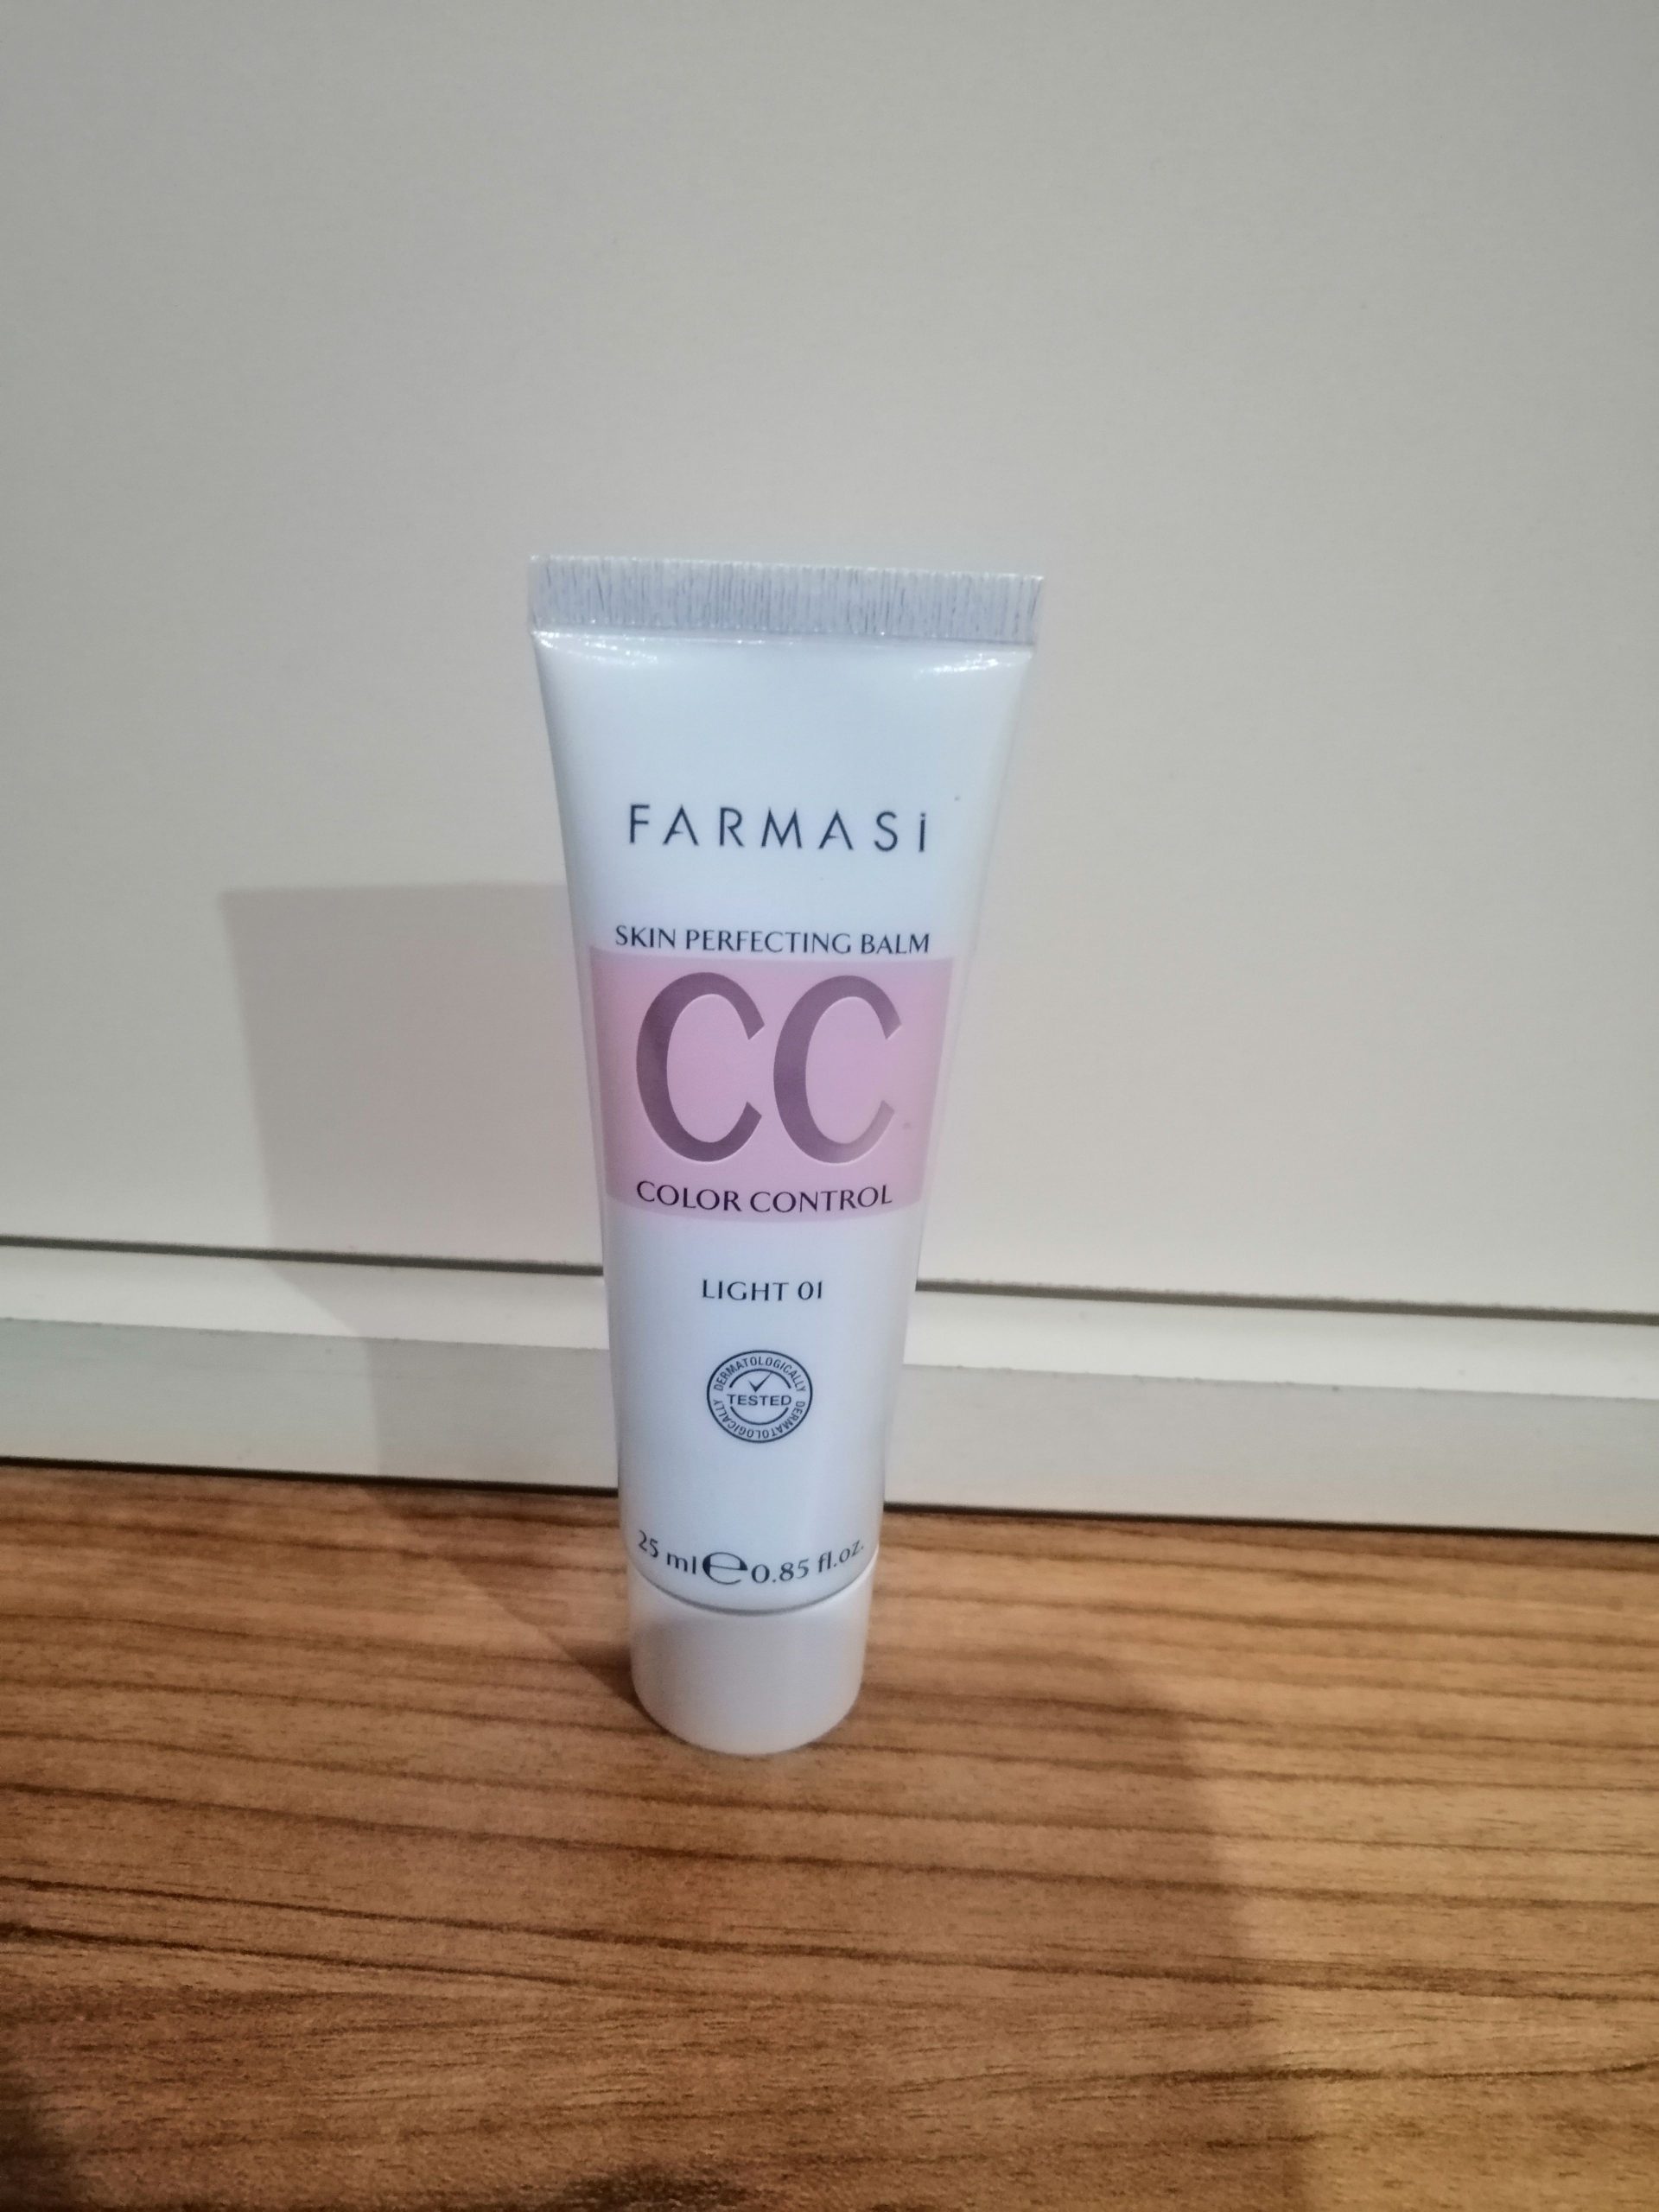 FARMASi
SKIN PERFECTING BALM
CC
COLOR CONTROL
LIGHT 01
DERMATOLOGICALLY
TESTED
DERMATOLOGICALLY
25 ml e 0.85 fl.oz.